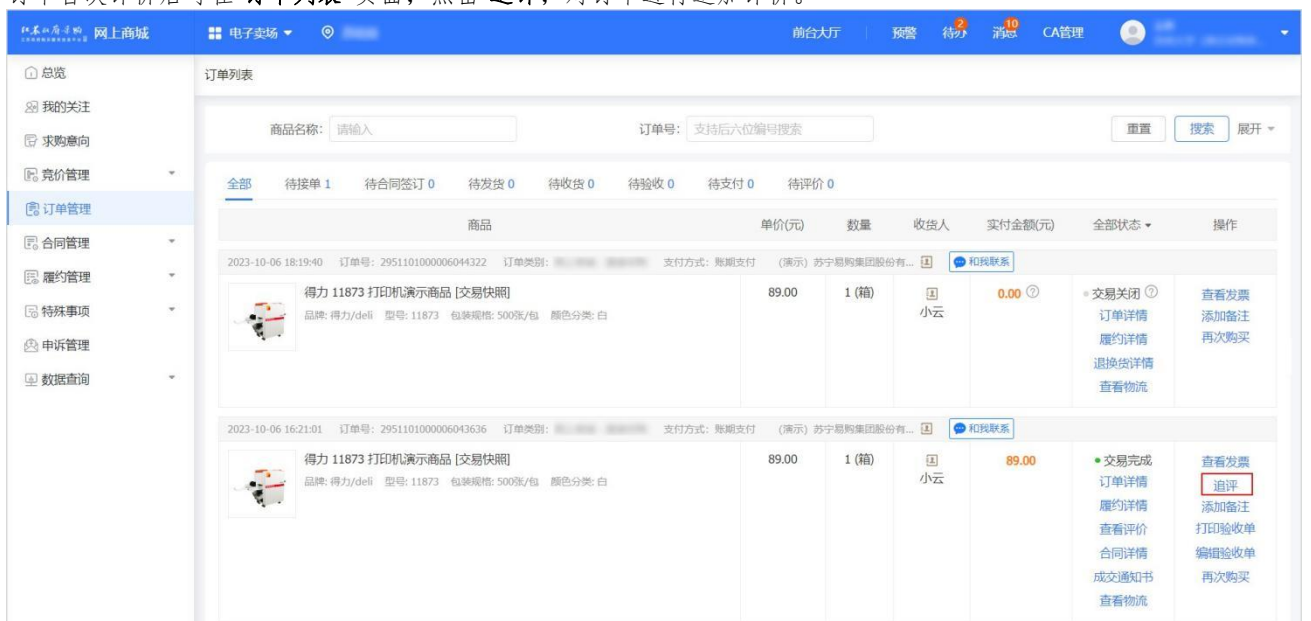 网上商城 电子卖场 前台大厅 预警 待办 2 消息 10 CA管理
总览
我的关注
求购意向
竞价管理
订单管理
合同管理
履约管理
特殊事项
申诉管理
数据查询
订单列表
商品名称： 请输入 订单号： 支持后六位编号搜索 重置 搜索 展开
全部 待接单 1 待合同签订 0 待发货 0 待收货 0 待验收 0 待支付 0 待评价 0
商品 单价(元) 数量 收货人 实付金额(元) 全部状态 操作
2023-10-06 18:19:40 订单号：2951101000006044322 订单类别： 支付方式：账期支付 (演示) 苏宁易购集团股份有... 和我联系
得力 11873 打印机演示商品 [交易快照] 89.00 1 (箱) 小云 0.00 交易关闭 查看发票
品牌: 得力/deli 型号: 11873 包装规格: 500张/包 颜色分类: 白 订单详情 添加备注
履约详情 再次购买
退换货详情
查看物流
2023-10-06 16:21:01 订单号：2951101000006043636 订单类别： 支付方式：账期支付 (演示) 苏宁易购集团股份有... 和我联系
得力 11873 打印机演示商品 [交易快照] 89.00 1 (箱) 小云 89.00 交易完成 查看发票
品牌: 得力/deli 型号: 11873 包装规格: 500张/包 颜色分类: 白 订单详情 追评
履约详情 添加备注
查看评价 打印验收单
合同详情 编辑验收单
成交通知书 再次购买
查看物流